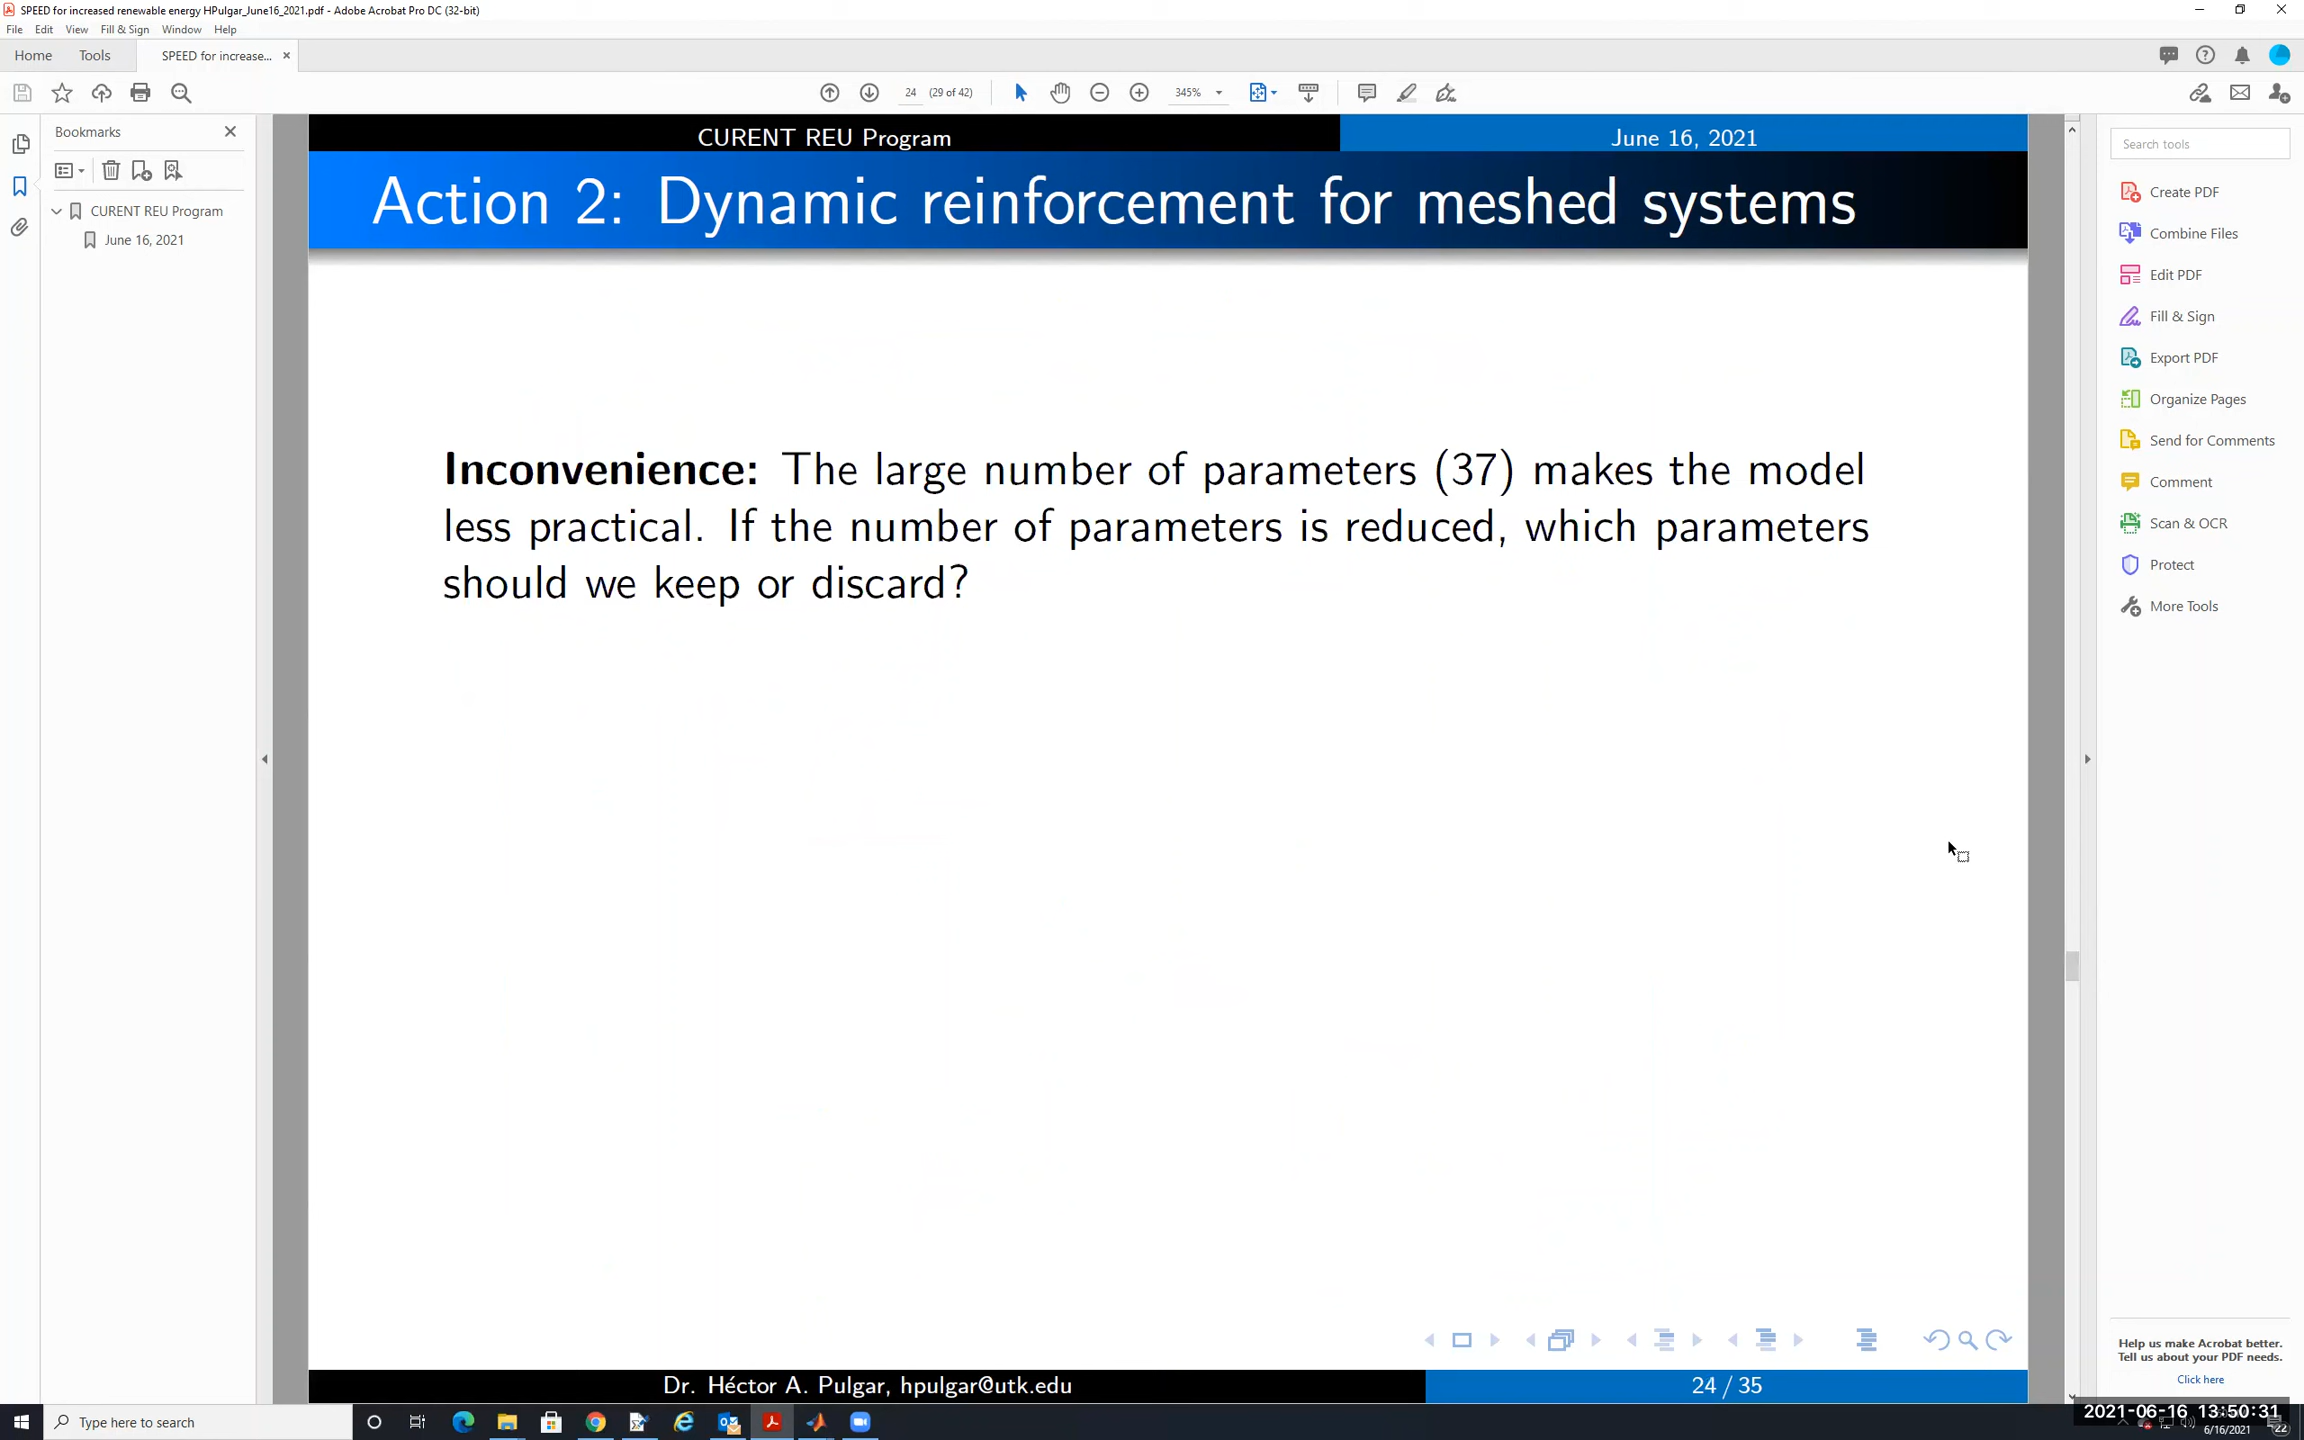 SPEED for increased renewable energy HPulgar_June16_2021.pdf - Adobe Acrobat Pro DC (32-bit)
File Edit View Fill & Sign Window Help
Home Tools SPEED for increase... ×
24 (29 of 42) 345%
Bookmarks
CURENT REU Program
June 16, 2021
CURENT REU Program June 16, 2021
Action 2: Dynamic reinforcement for meshed systems
Inconvenience: The large number of parameters (37) makes the model
less practical. If the number of parameters is reduced, which parameters
should we keep or discard?
Dr. Héctor A. Pulgar, hpulgar@utk.edu 24 / 35
Search tools
Create PDF
Combine Files
Edit PDF
Fill & Sign
Export PDF
Organize Pages
Send for Comments
Comment
Scan & OCR
Protect
More Tools
Help us make Acrobat better.
Tell us about your PDF needs.
Click here
Type here to search
2021-06-16 13:50:31
6/16/2021
22